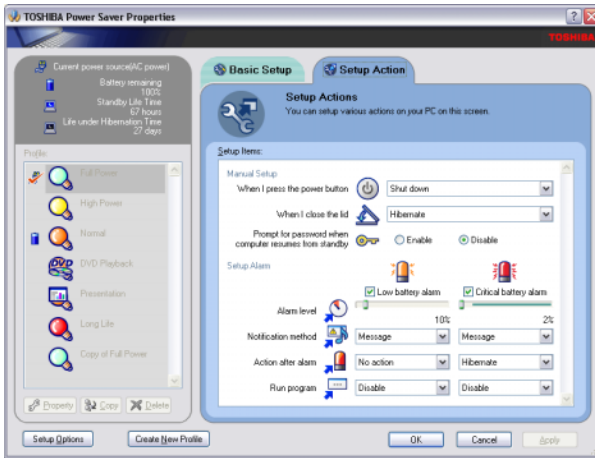 TOSHIBA Power Saver Properties
TOSHIBA
Current power source(AC power)
Battery remaining
100%
Standby Life Time
67 hours
Life under Hibernation Time
27 days
Profile:
Full Power
High Power
Normal
DVD
DVD Playback
Presentation
Long Life
Copy of Full Power
Property
Copy
Delete
Basic Setup
Setup Action
Setup Actions
You can setup various actions on your PC on this screen.
Setup Items:
Manual Setup
When I press the power button
Shut down
When I close the lid
Hibernate
Prompt for password when
computer resumes from standby
Enable
Disable
Setup Alarm
Low battery alarm
Critical battery alarm
Alarm level
10%
2%
Notification method
Message
Message
Action after alarm
No action
Hibernate
Run program
Disable
Disable
Setup Options
Create New Profile
OK
Cancel
Apply